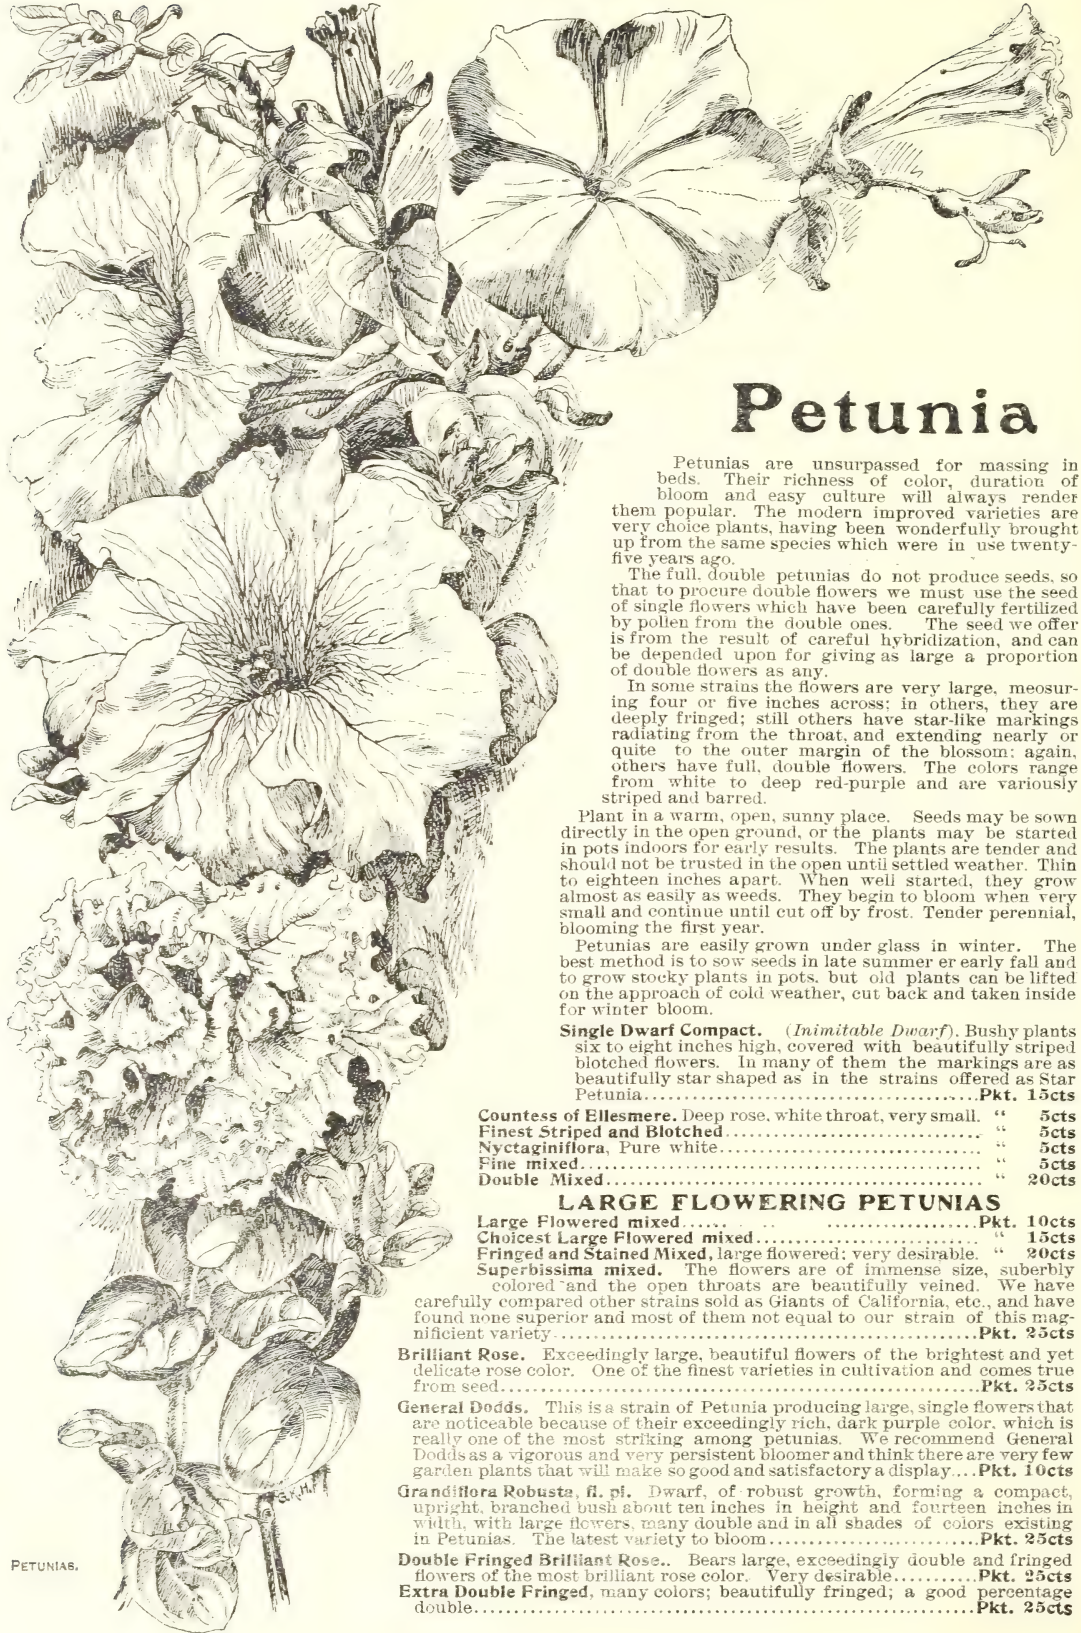 Petunia
Petunias are unsurpassed for massing in
beds. Their richness of color, duration of
bloom and easy culture will always render
them popular. The modern improved varieties are
very choice plants, having been wonderfully brought
up from the same species which were in use twenty-
five years ago.
The full, double petunias do not produce seeds, so
that to procure double flowers we must use the seed
of single flowers which have been carefully fertilized
by pollen from the double ones. The seed we offer
is from the result of careful hybridization, and can
be depended upon for giving as large a proportion
of double flowers as any.
In some strains the flowers are very large, meosur-
ing four or five inches across; in others, they are
deeply fringed; still others have star-like markings
radiating from the throat, and extending nearly or
quite to the outer margin of the blossom; again,
others have full, double flowers. The colors range
from white to deep red-purple and are variously
striped and barred.
Plant in a warm, open, sunny place. Seeds may be sown
directly in the open ground, or the plants may be started
in pots indoors for early results. The plants are tender and
should not be trusted in the open until settled weather. Thin
to eighteen inches apart. When well started, they grow
almost as easily as weeds. They begin to bloom when very
small and continue until cut off by frost. Tender perennial,
blooming the first year.
Petunias are easily grown under glass in winter. The
best method is to sow seeds in late summer er early fall and
to grow stocky plants in pots, but old plants can be lifted
on the approach of cold weather, cut back and taken inside
for winter bloom.
Single Dwarf Compact. (Inimitable Dwarf). Bushy plants
six to eight inches high, covered with beautifully striped
blotched flowers. In many of them the markings are as
beautifully star shaped as in the strains offered as Star
Petunia........................................Pkt. 15cts
Countess of Ellesmere. Deep rose, white throat, very small. “ 5cts
Finest Striped and Blotched................................ “ 5cts
Nyctaginiflora, Pure white................................. “ 5cts
Fine mixed.................................................. “ 5cts
Double Mixed............................................... “ 20cts
LARGE FLOWERING PETUNIAS
Large Flowered mixed...... .. ...................Pkt. 10cts
Choicest Large Flowered mixed............................ “ 15cts
Fringed and Stained Mixed, large flowered; very desirable. “ 20cts
Superbissima mixed. The flowers are of immense size, suberbly
colored and the open throats are beautifully veined. We have
carefully compared other strains sold as Giants of California, etc., and have
found none superior and most of them not equal to our strain of this mag-
nificient variety.....................................................Pkt. 25cts
Brilliant Rose. Exceedingly large, beautiful flowers of the brightest and yet
delicate rose color. One of the finest varieties in cultivation and comes true
from seed............................................................Pkt. 25cts
General Dodds. This is a strain of Petunia producing large, single flowers that
are noticeable because of their exceedingly rich, dark purple color, which is
really one of the most striking among petunias. We recommend General
Dodds as a vigorous and very persistent bloomer and think there are very few
garden plants that will make so good and satisfactory a display....Pkt. 10cts
Grandiflora Robusta, fl. pl. Dwarf, of robust growth, forming a compact,
upright, branched bush about ten inches in height and fourteen inches in
width, with large flowers, many double and in all shades of colors existing
in Petunias. The latest variety to bloom..........................Pkt. 25cts
Double Fringed Brilliant Rose.. Bears large, exceedingly double and fringed
flowers of the most brilliant rose color. Very desirable...........Pkt. 25cts
Extra Double Fringed, many colors; beautifully fringed; a good percentage
double................................................................Pkt. 25cts
G.R.H.
PETUNIAS.